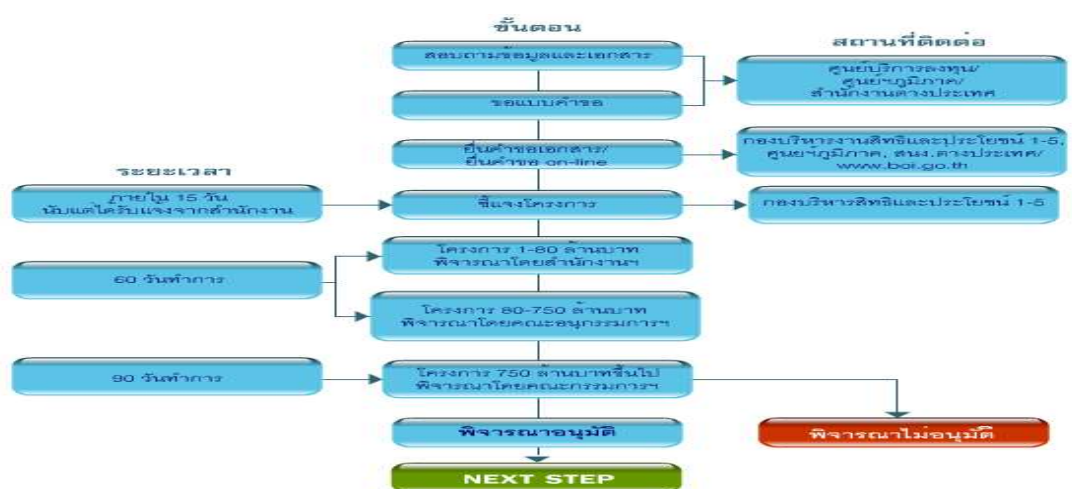 ขั้นตอน
สถานที่ติดต่อ
สอบถามข้อมูลและเอกสาร
ศูนย์บริการลงทุน/
ศูนย์ฯภูมิภาค/
สำนักงานต่างประเทศ
ขอแบบคำขอ
ยื่นคำขอเอกสาร/
ยื่นคำขอ on-line
กองบริหารงานสิทธิและประโยชน์ 1-5,
ศูนย์ฯภูมิภาค, สนง.ต่างประเทศ/
www.boi.go.th
ระยะเวลา
ภายใน 15 วัน
นับแต่ได้รับแจ้งจากสำนักงาน
ชี้แจงโครงการ
กองบริหารสิทธิและประโยชน์ 1-5
60 วันทำการ
โครงการ 1-80 ล้านบาท
พิจารณาโดยสำนักงานฯ
โครงการ 80-750 ล้านบาท
พิจารณาโดยคณะอนุกรรมการฯ
90 วันทำการ
โครงการ 750 ล้านบาทขึ้นไป
พิจารณาโดยคณะกรรมการฯ
พิจารณาอนุมัติ
พิจารณาไม่อนุมัติ
NEXT STEP